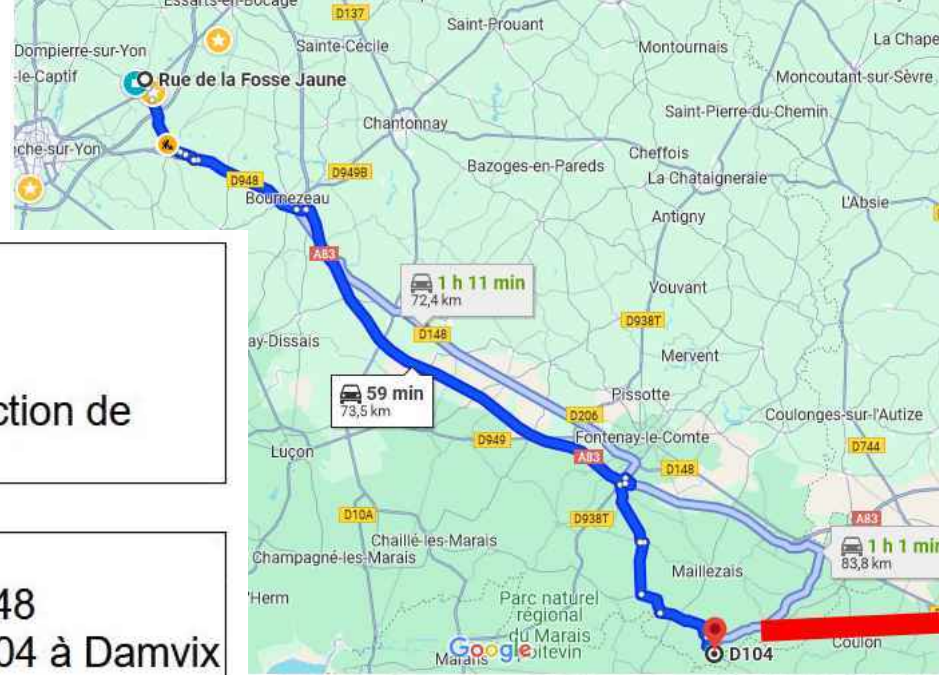 Essarts-en-Bocage
D137
Saint-Prouant
Dompierre-sur-Yon
Sainte-Cécile
Montournais
La Chape
-le-Captif
Rue de la Fosse Jaune
Moncoutant-sur-Sèvre
Saint-Pierre-du-Chemin
Chantonnay
che-sur-Yon
Cheffois
D948
D949B
Bazoges-en-Pareds
La Chataigneraie
Bournezeau
L'Absie
Antigny
A83
1 h 11 min
72,4 km
Vouvant
D148
D938T
ay-Dissais
Mervent
59 min
73,5 km
Pissotte
ction de
D206
Coulonges-sur-l'Autize
D949
Fontenay-le-Comte
Luçon
A83
D148
D744
D10A
D938T
A83
Chaillé-les-Marais
1 h 1 min
83,8 km
Champagné-les-Marais
Maillezais
48
'Herm
Parc naturel
régional
du Marais
poitevin
04 à Damvix
Google
Marans
D104
Coulon